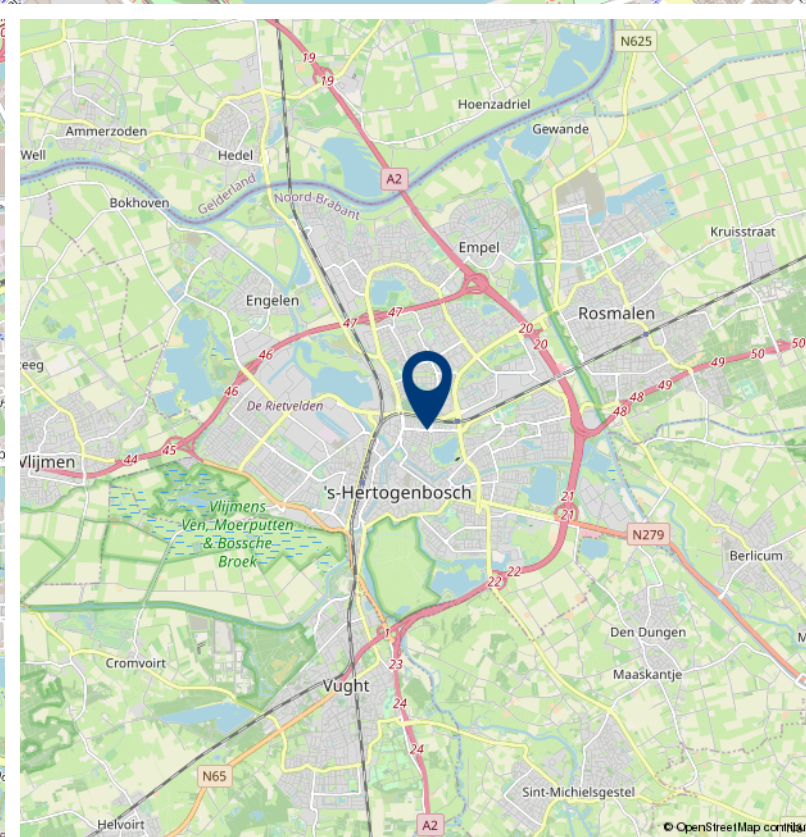 N625
19
19
Hoenzadriel
Ammerzoden
Gewande
Well
Hedel
A2
Gelderland
Noord-Brabant
Bokhoven
Kruisstraat
Empel
Engelen
47
47
20
20
Rosmalen
46
46
49
50
50
48
49
48
De Rietvelden
44
45
Vlijmen
's-Hertogenbosch
21
21
Vlijmens
Ven, Moerputten
& Bossche
Broek
N279
Berlicum
22
22
1
Den Dungen
Cromvoirt
23
Maaskantje
Vught
24
24
N65
Sint-Michielsgestel
Helvoirt
A2
© OpenStreetMap